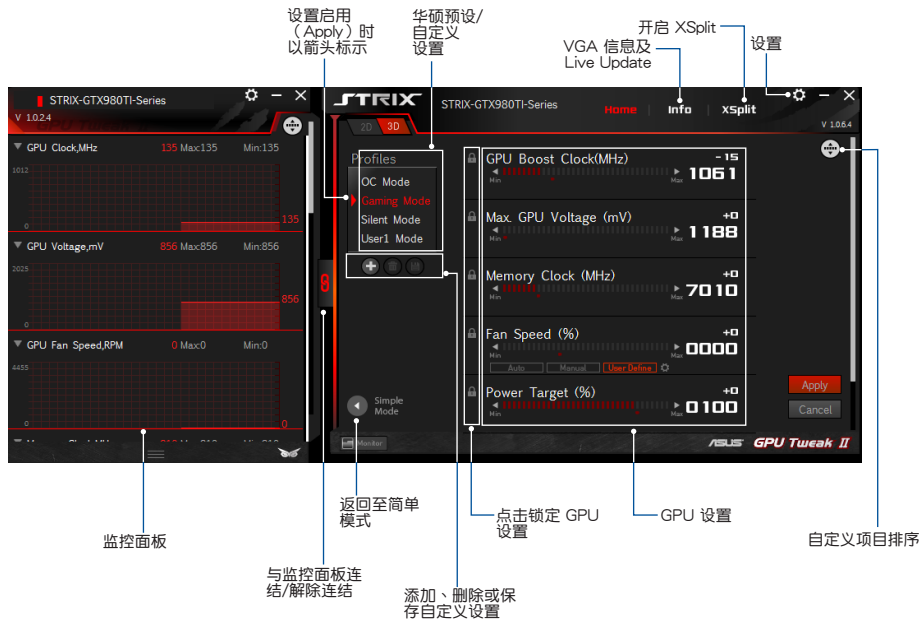 设置启用
（Apply）时
以箭头标示
华硕预设/
自定义
设置
开启 XSplit
VGA 信息及
Live Update
设置
STRIX-GTX980TI-Series
V 1.0.2.4
GPU Clock,MHz 135 Max:135 Min:135
1012
135
0
GPU Voltage,mV 856 Max:856 Min:856
2025
856
0
GPU Fan Speed,RPM 0 Max:0 Min:0
4455
0
0
STRIX
STRIX-GTX980TI-Series
Home | Info | XSplit
V 1.0.6.4
2D 3D
Profiles
OC Mode
Gaming Mode
Silent Mode
User1 Mode
GPU Boost Clock(MHz) -15
Min Max 1061
Max. GPU Voltage (mV) +0
Min Max 1188
Memory Clock (MHz) +0
Min Max 7010
Fan Speed (%) +0
Min Max 0000
Auto Manual User Define
Power Target (%) +0
Min Max 0100
Simple
Mode
Apply
Cancel
Monitor
ASUS GPU Tweak II
返回至简单
模式
点击锁定 GPU
设置
GPU 设置
自定义项目排序
监控面板
与监控面板连
结/解除连结
添加、删除或保
存自定义设置